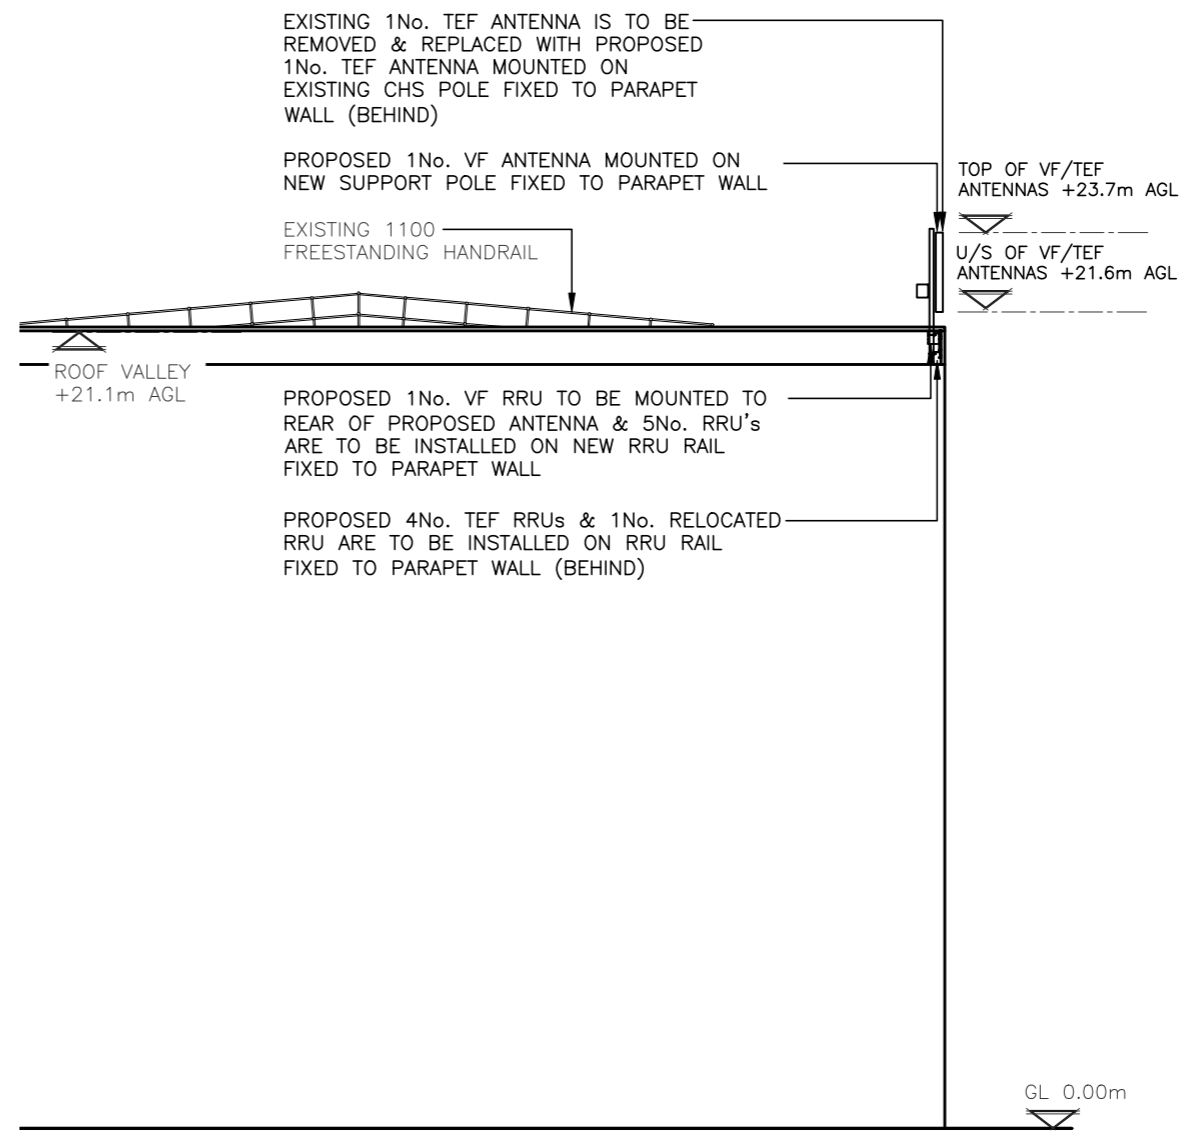 EXISTING 1No. TEF ANTENNA IS TO BE
REMOVED & REPLACED WITH PROPOSED
1No. TEF ANTENNA MOUNTED ON
EXISTING CHS POLE FIXED TO PARAPET
WALL (BEHIND)
PROPOSED 1No. VF ANTENNA MOUNTED ON
NEW SUPPORT POLE FIXED TO PARAPET WALL
TOP OF VF/TEF
ANTENNAS +23.7m AGL
EXISTING 1100
FREESTANDING HANDRAIL
U/S OF VF/TEF
ANTENNAS +21.6m AGL
ROOF VALLEY
+21.1m AGL
PROPOSED 1No. VF RRU TO BE MOUNTED TO
REAR OF PROPOSED ANTENNA & 5No. RRU's
ARE TO BE INSTALLED ON NEW RRU RAIL
FIXED TO PARAPET WALL
PROPOSED 4No. TEF RRUs & 1No. RELOCATED
RRU ARE TO BE INSTALLED ON RRU RAIL
FIXED TO PARAPET WALL (BEHIND)
GL 0.00m